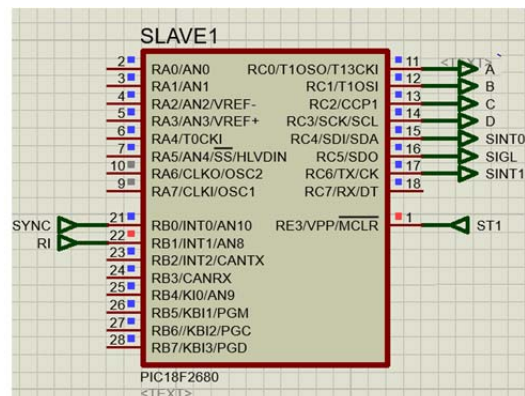 SLAVE1
2 RA0/AN0
3 RA1/AN1
4 RA2/AN2/VREF-
5 RA3/AN3/VREF+
6 RA4/T0CKI
7 RA5/AN4/SS/HLVDIN
10 RA6/CLKO/OSC2
9 RA7/CLKI/OSC1
SYNC 21 RB0/INT0/AN10
RI 22 RB1/INT1/AN8
23 RB2/INT2/CANTX
24 RB3/CANRX
25 RB4/KI0/AN9
26 RB5/KBI1/PGM
27 RB6//KBI2/PGC
28 RB7/KBI3/PGD
RC0/T1OSO/T13CKI 11 <TEXT> A
RC1/T1OSI 12 B
RC2/CCP1 13 C
RC3/SCK/SCL 14 D
RC4/SDI/SDA 15 SINT0
RC5/SDO 16 SIGL
RC6/TX/CK 17 SINT1
RC7/RX/DT 18
RE3/VPP/MCLR 1 ST1
PIC18F2680
<TEXT>